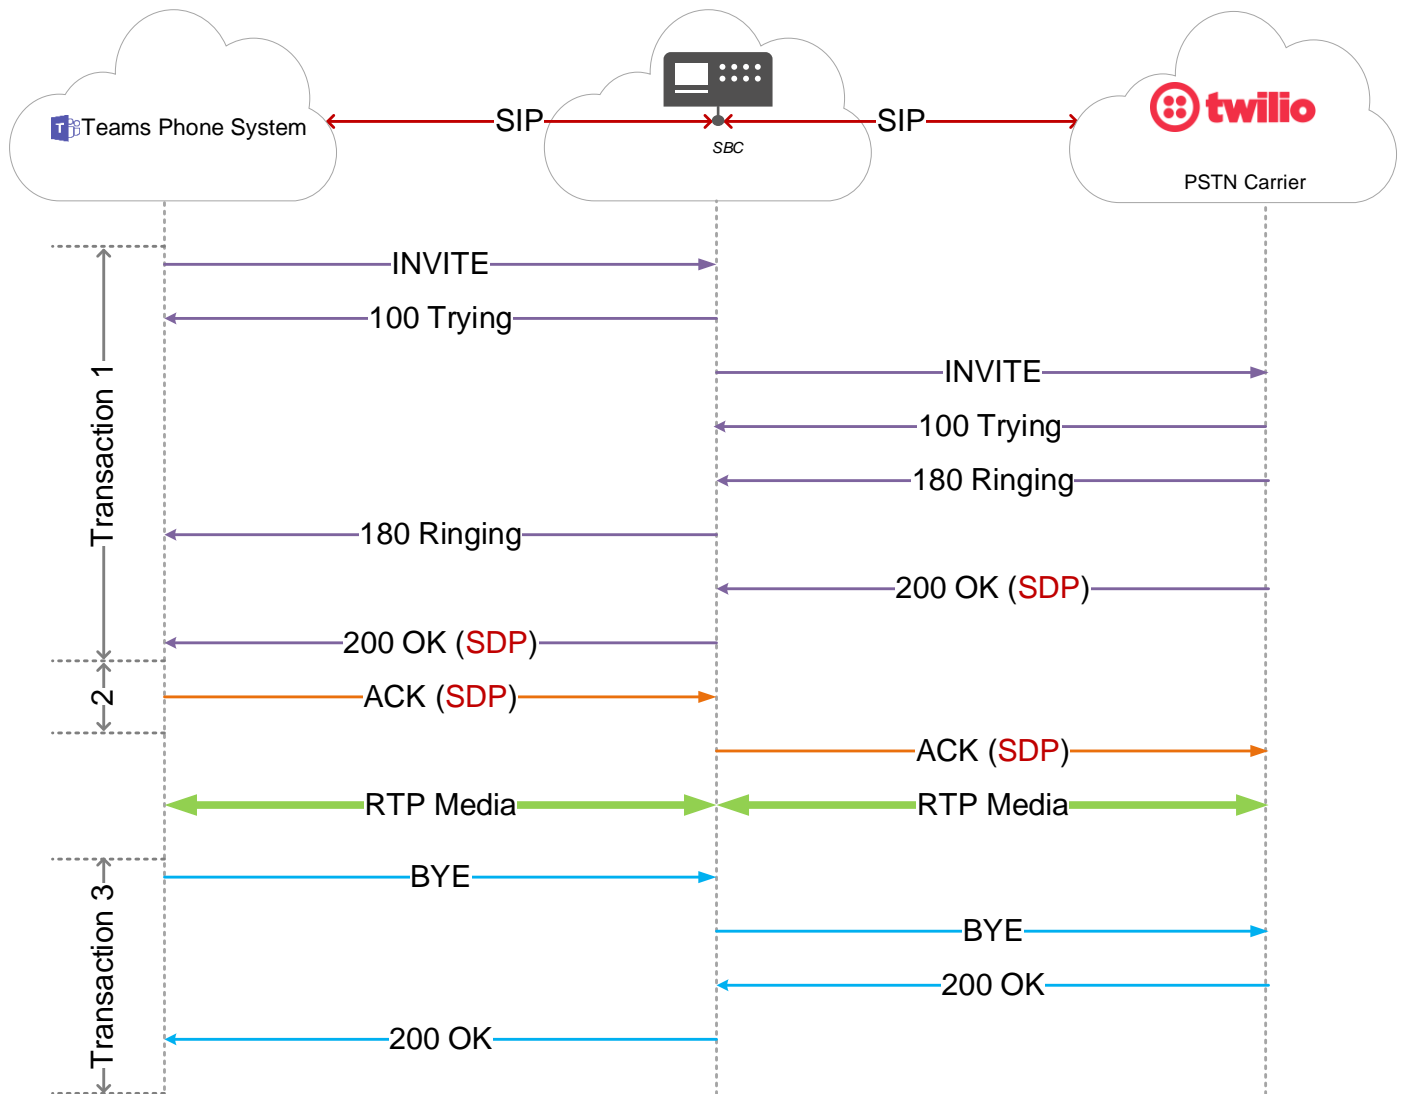 Teams Phone System
SIP
SBC
SIP
twilio
PSTN Carrier
Transaction 1
INVITE
100 Trying
INVITE
100 Trying
180 Ringing
180 Ringing
200 OK (SDP)
200 OK (SDP)
2
ACK (SDP)
ACK (SDP)
RTP Media
RTP Media
Transaction 3
BYE
BYE
200 OK
200 OK